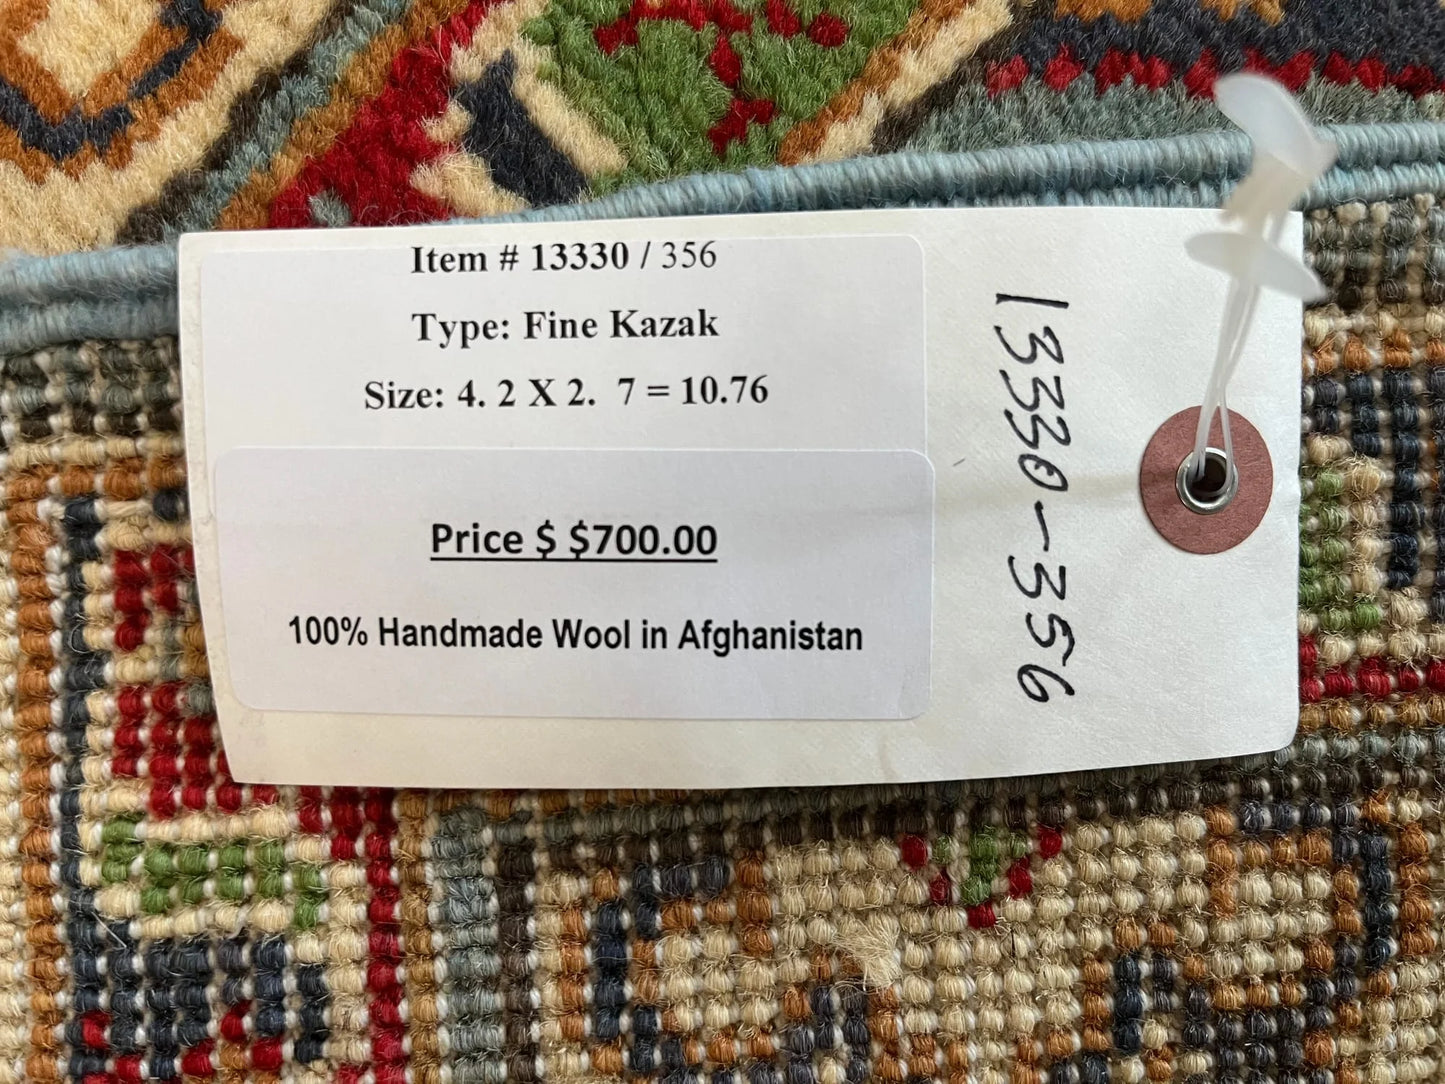 Item # 13330 / 356
Type: Fine Kazak
Size: 4. 2 X 2.  7 = 10.76
Price $ $700.00
100% Handmade Wool in Afghanistan
13330-356